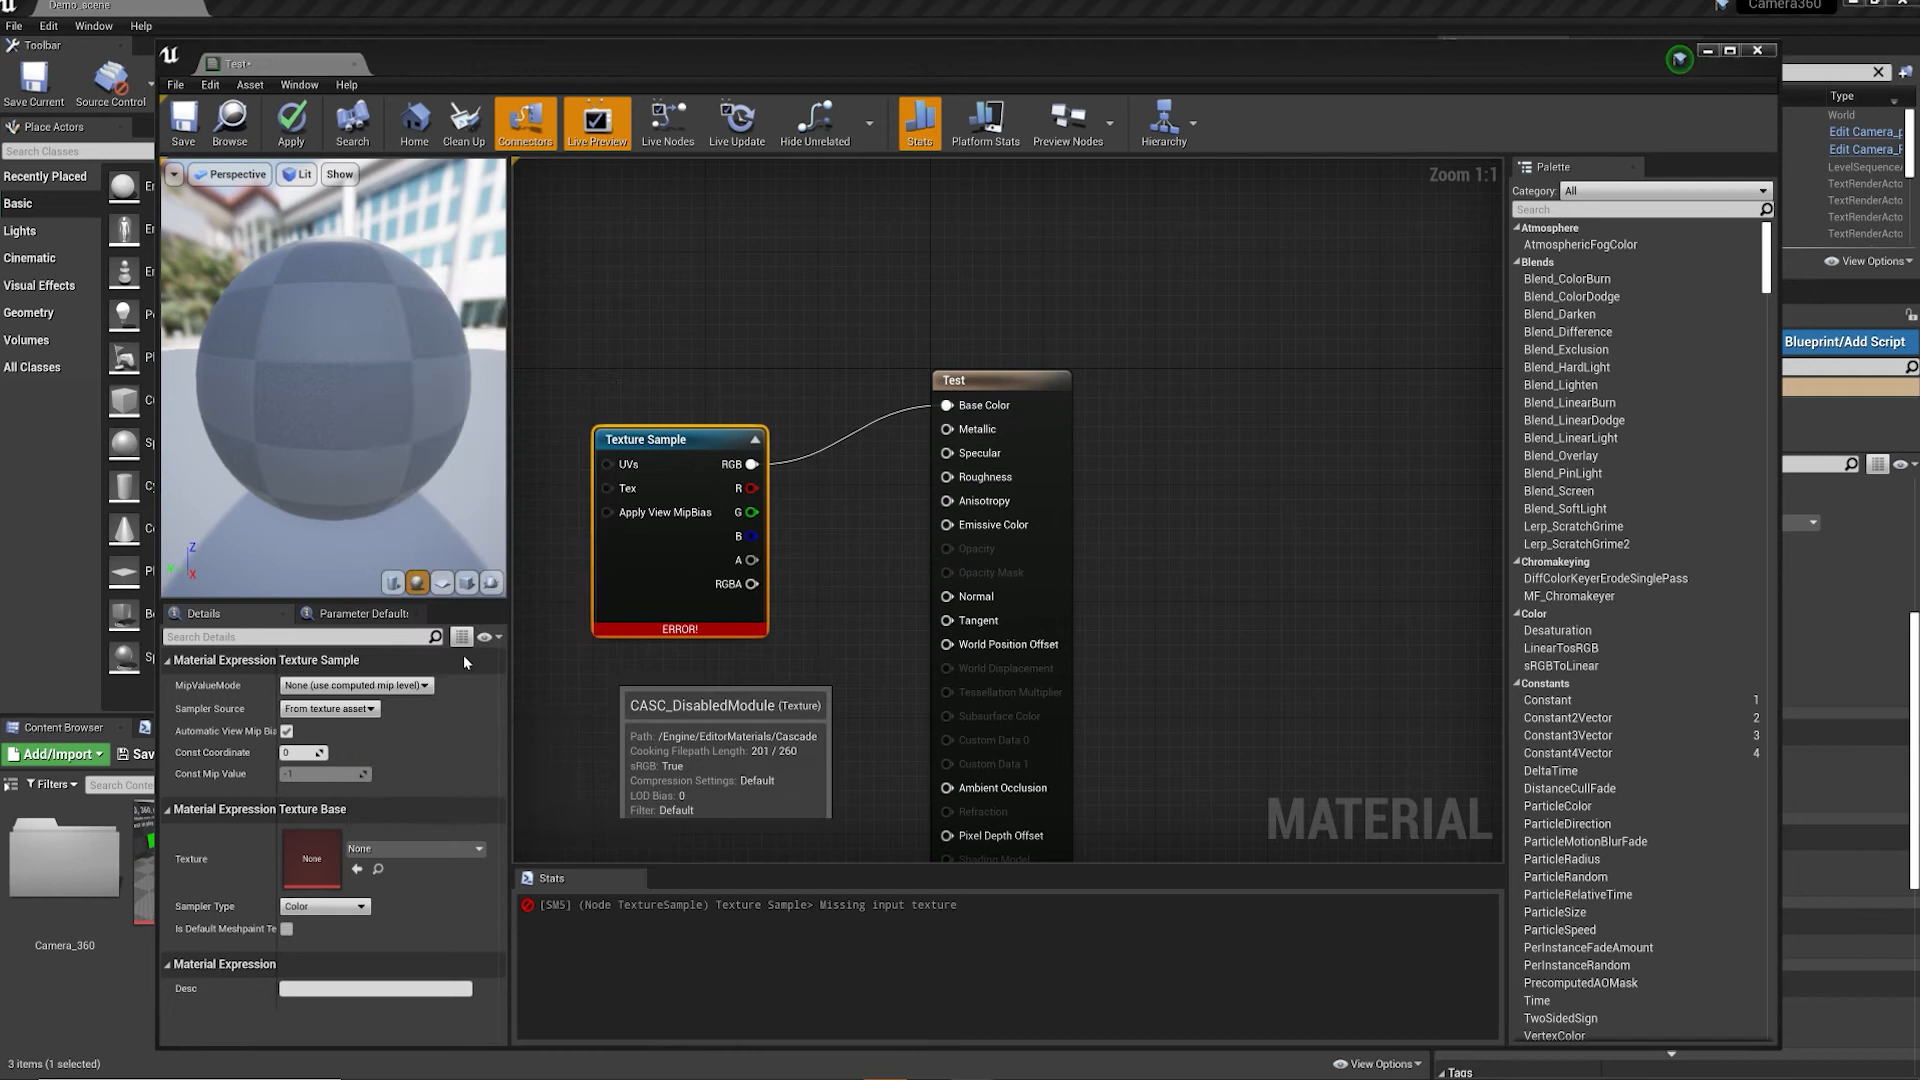 Demo_scene
Camera360
File Edit Window Help
Toolbar
Save Current Source Control
Place Actors
Search Classes
Recently Placed
Basic
Lights
Cinematic
Visual Effects
Geometry
Volumes
All Classes
Content Browser
Add/Import
Filters
Camera_360
3 items (1 selected)
Test*
File Edit Asset Window Help
Save Browse Apply Search Home Clean Up Connectors Live Preview Live Nodes Live Update Hide Unrelated Stats Platform Stats Preview Nodes Hierarchy
Perspective Lit Show
Z
Y
X
Details Parameter Default
Search Details
Material Expression Texture Sample
MipValueMode None (use computed mip level)
Sampler Source From texture asset
Automatic View Mip Bia
Const Coordinate 0
Const Mip Value -1
Material Expression Texture Base
Texture None None
Sampler Type Color
Is Default Meshpaint Te
Material Expression
Desc
Zoom 1:1
Texture Sample
UVs RGB
Tex R
Apply View MipBias G
B
A
RGBA
ERROR!
CASC_DisabledModule (Texture)
Path: /Engine/EditorMaterials/Cascade
Cooking Filepath Length: 201 / 260
sRGB: True
Compression Settings: Default
LOD Bias: 0
Filter: Default
Test
Base Color
Metallic
Specular
Roughness
Anisotropy
Emissive Color
Opacity
Opacity Mask
Normal
Tangent
World Position Offset
World Displacement
Tessellation Multiplier
Subsurface Color
Custom Data 0
Custom Data 1
Ambient Occlusion
Refraction
Pixel Depth Offset
Shading Model
MATERIAL
Stats
[SM5] (Node TextureSample) Texture Sample> Missing input texture
Palette
Category: All
Search
Atmosphere
AtmosphericFogColor
Blends
Blend_ColorBurn
Blend_ColorDodge
Blend_Darken
Blend_Difference
Blend_Exclusion
Blend_HardLight
Blend_Lighten
Blend_LinearBurn
Blend_LinearDodge
Blend_LinearLight
Blend_Overlay
Blend_PinLight
Blend_Screen
Blend_SoftLight
Lerp_ScratchGrime
Lerp_ScratchGrime2
Chromakeying
DiffColorKeyerErodeSinglePass
MF_Chromakeyer
Color
Desaturation
LinearTosRGB
sRGBToLinear
Constants
Constant 1
Constant2Vector 2
Constant3Vector 3
Constant4Vector 4
DeltaTime
DistanceCullFade
ParticleColor
ParticleDirection
ParticleMotionBlurFade
ParticleRadius
ParticleRandom
ParticleRelativeTime
ParticleSize
ParticleSpeed
PerInstanceFadeAmount
PerInstanceRandom
PrecomputedAOMask
Time
TwoSidedSign
VertexColor
Type
World
Edit Camera_
Edit Camera_
LevelSequence
TextRenderActo
TextRenderActo
TextRenderActo
TextRenderActo
View Options
Blueprint/Add Script
View Options
Tags